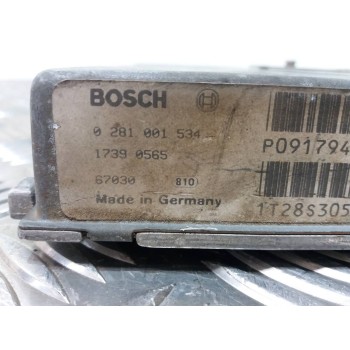 BOSCH
0 281 001 534
1739 0565
67030 810
Made in Germany
P091794
1T28S305